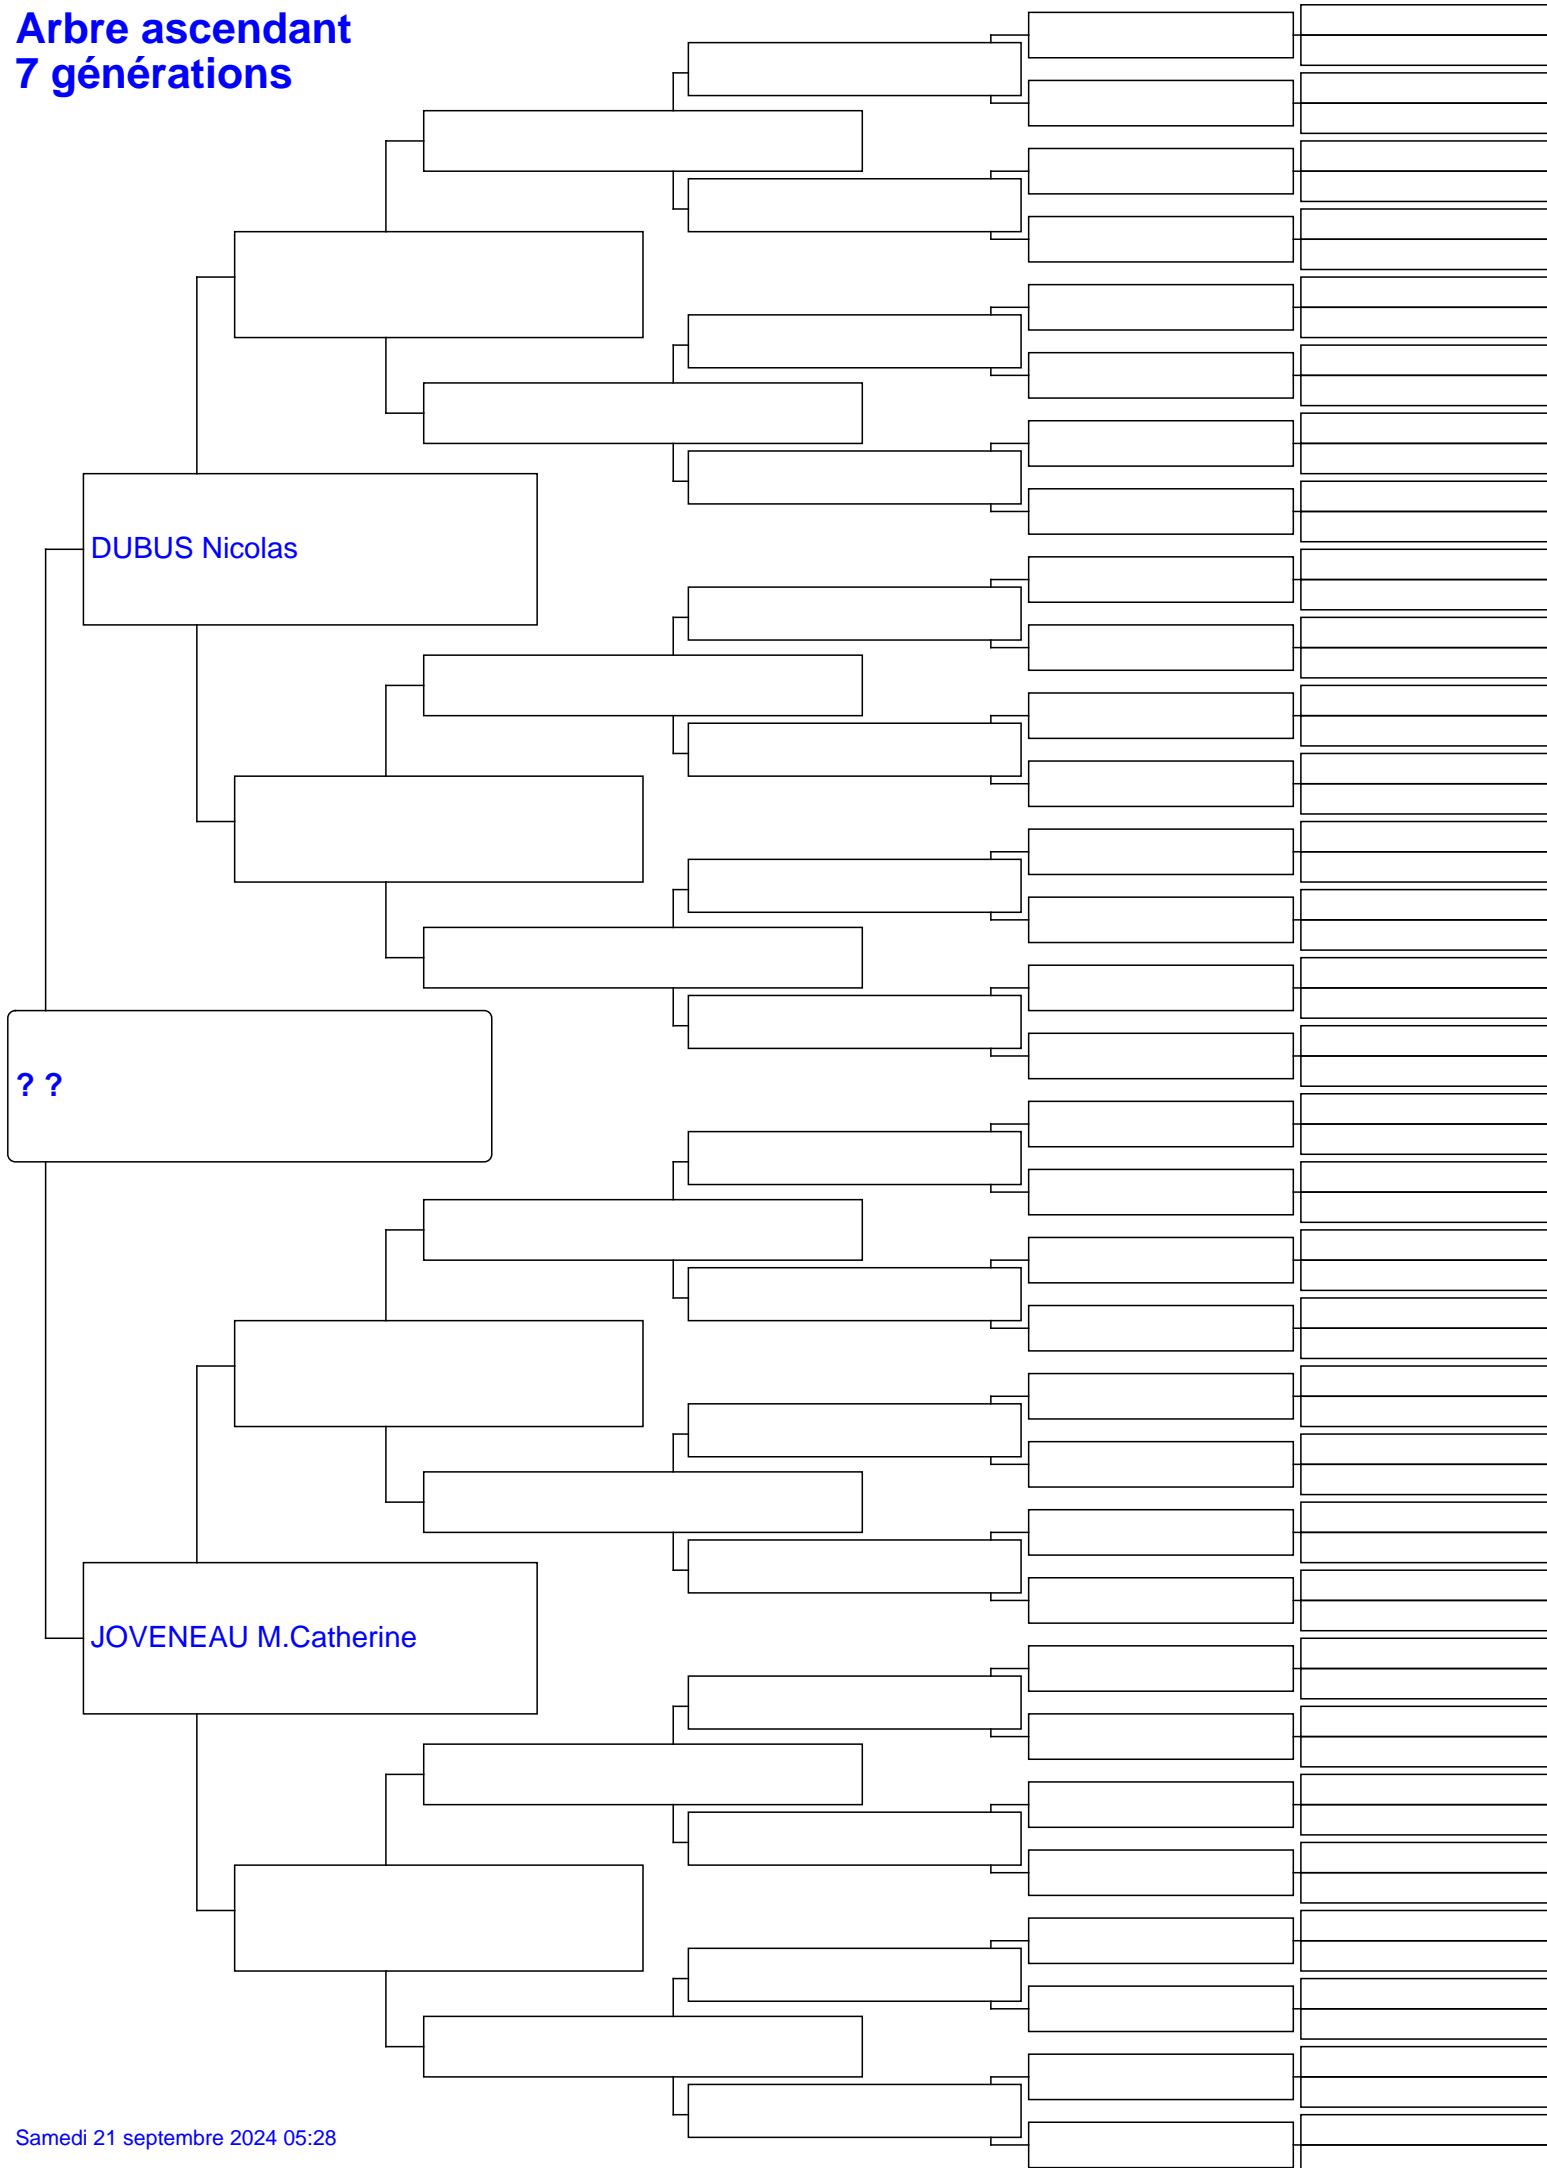 Arbre ascendant
7 générations
DUBUS Nicolas
? ?
JOVENEAU M.Catherine
Samedi 21 septembre 2024 05:28